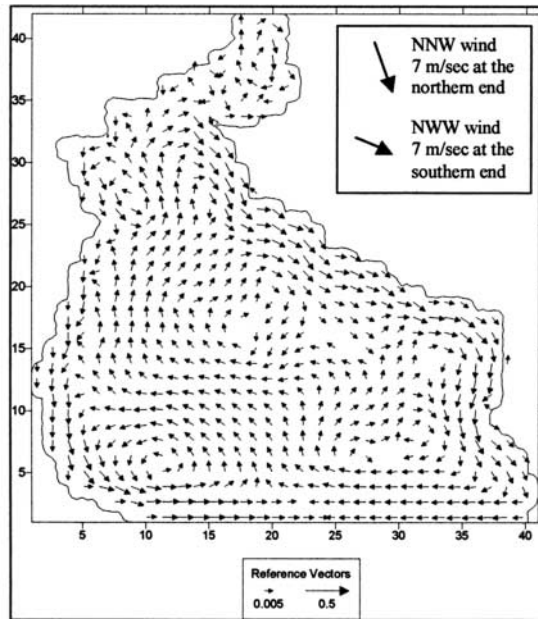 40
35
30
25
20
15
10
5
5
10
15
20
25
30
35
40
NNW wind
7 m/sec at the
northern end
NWW wind
7 m/sec at the
southern end
Reference Vectors
0.005
0.5